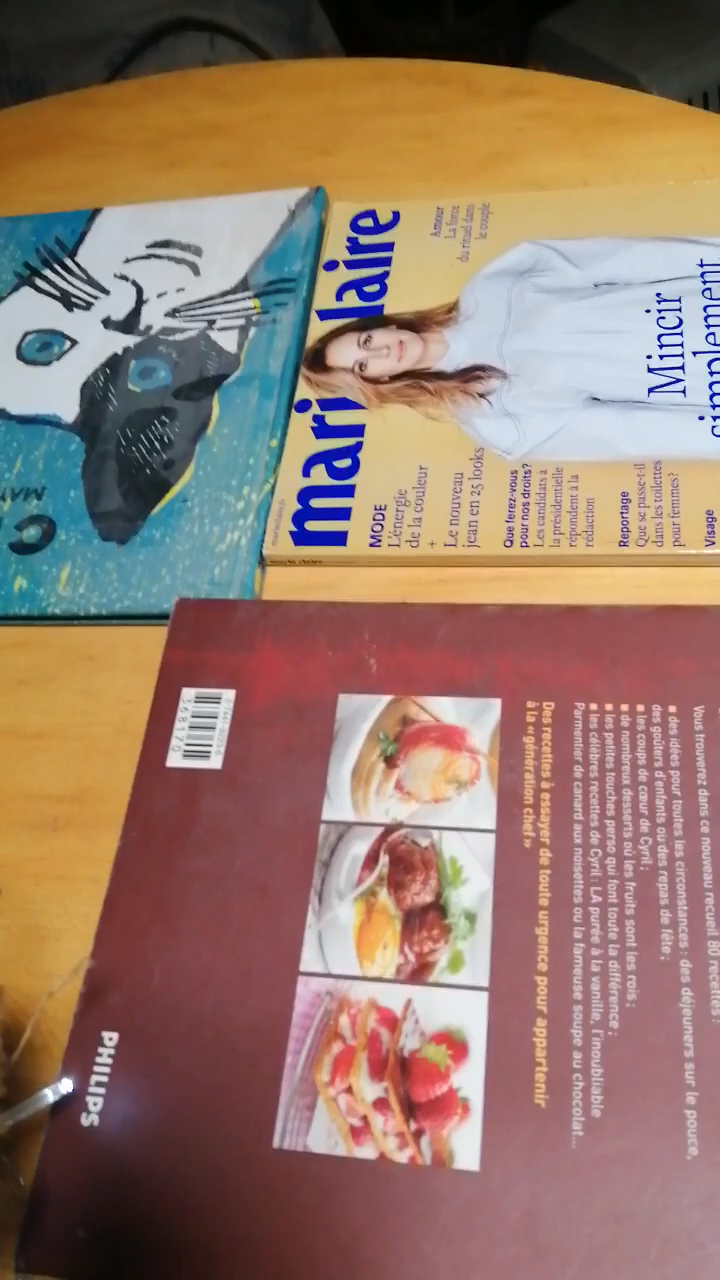 marie claire
marieclaire.fr
Amour
La force
du rituel dans
le couple
MODE
L'énergie
de la couleur
+
Le nouveau
jean en 25 looks
Que ferez-vous
pour nos droits?
Les candidats à
la présidentielle
répondent à la
rédaction
Reportage
Que se passe-t-il
dans les toilettes
pour femmes?
Visage
Mincir
simplement
Vous trouverez dans ce nouveau recueil 80 recettes :
■ des idées pour toutes les circonstances : des déjeuners sur le pouce,
des goûters d'enfants ou des repas de fête ;
■ les coups de cœur de Cyril ;
■ de nombreux desserts où les fruits sont les rois ;
■ les petites touches perso qui font toute la différence ;
■ les célèbres recettes de Cyril : LA purée à la vanille, l'inoubliable
Parmentier de canard aux noisettes ou la fameuse soupe au chocolat...
Des recettes à essayer de toute urgence pour appartenir
à la « génération chef »
368170
PHILIPS